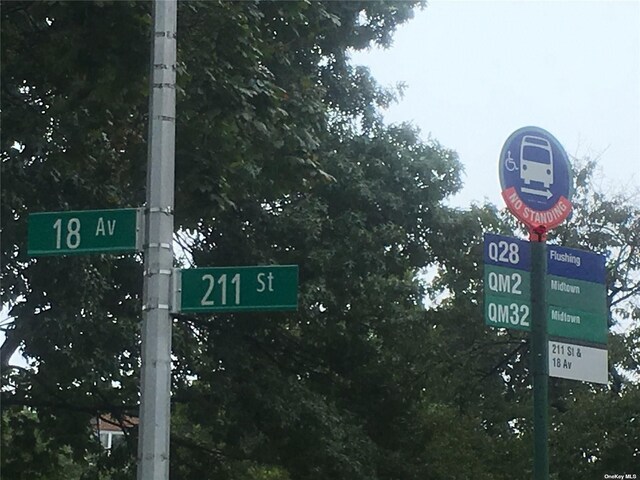 18 Av
211 St
NO STANDING
Q28 Flushing
QM2 Midtown
QM32 Midtown
211 St &
18 Av
OneKey MLS